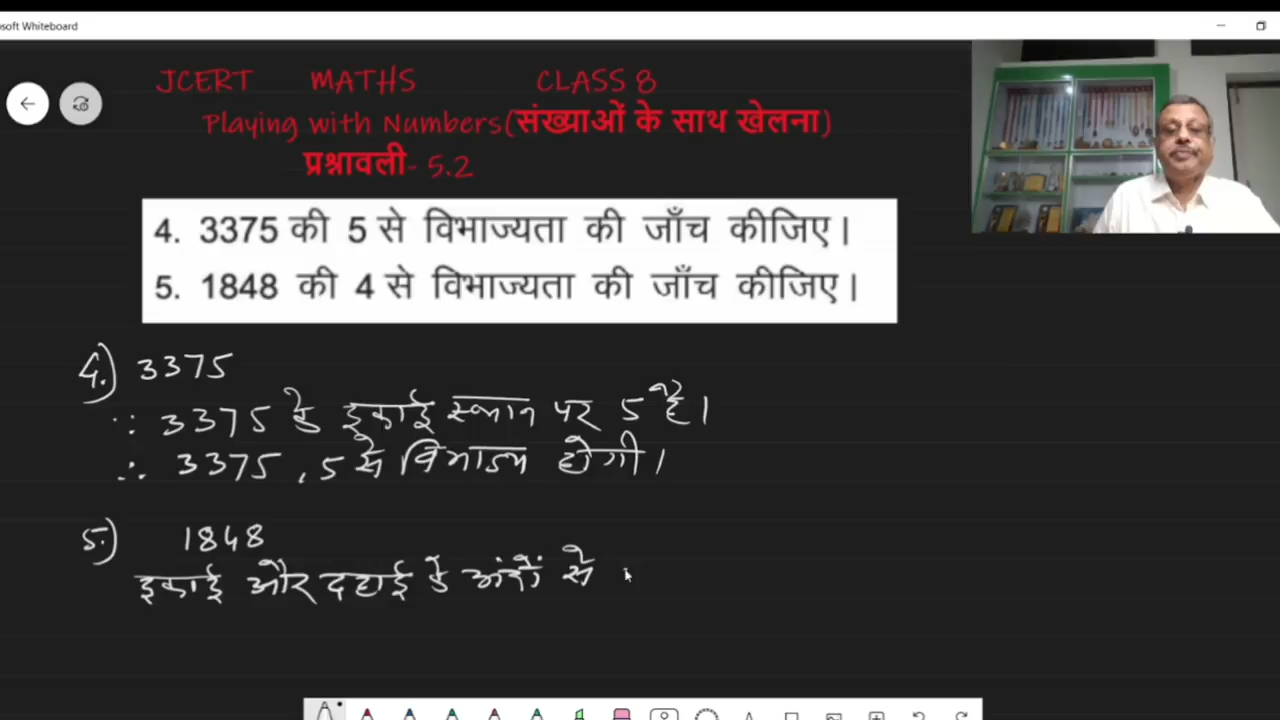 osoft Whiteboard
JCERT MATHS CLASS 8
Playing with Numbers(संख्याओं के साथ खेलना)
प्रश्नावली- 5.2
4. 3375 की 5 से विभाज्यता की जाँच कीजिए।
5. 1848 की 4 से विभाज्यता की जाँच कीजिए।
4.) 3375
∵ 3375 के इकाई स्थान पर 5 है।
∴ 3375, 5 से विभाज्य होगी।
5.) 1848
इकाई और दहाई के अंकों से